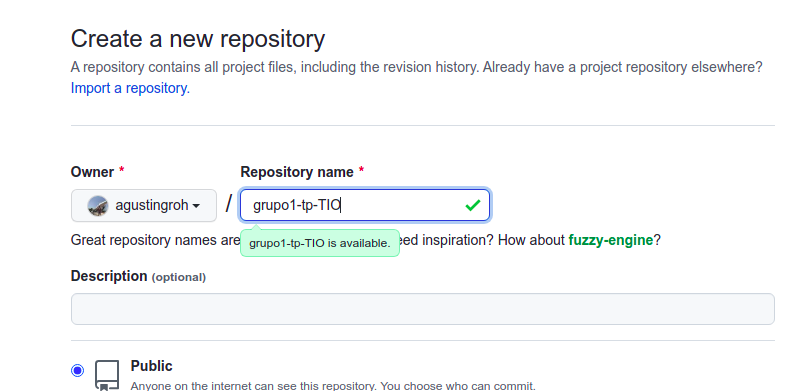 Create a new repository
A repository contains all project files, including the revision history. Already have a project repository elsewhere?
Import a repository.
Owner * Repository name *
agustingroh / grupo1-tp-TIO
Great repository names are eed inspiration? How about fuzzy-engine?
grupo1-tp-TIO is available.
Description (optional)
Public
Anyone on the internet can see this repository. You choose who can commit.